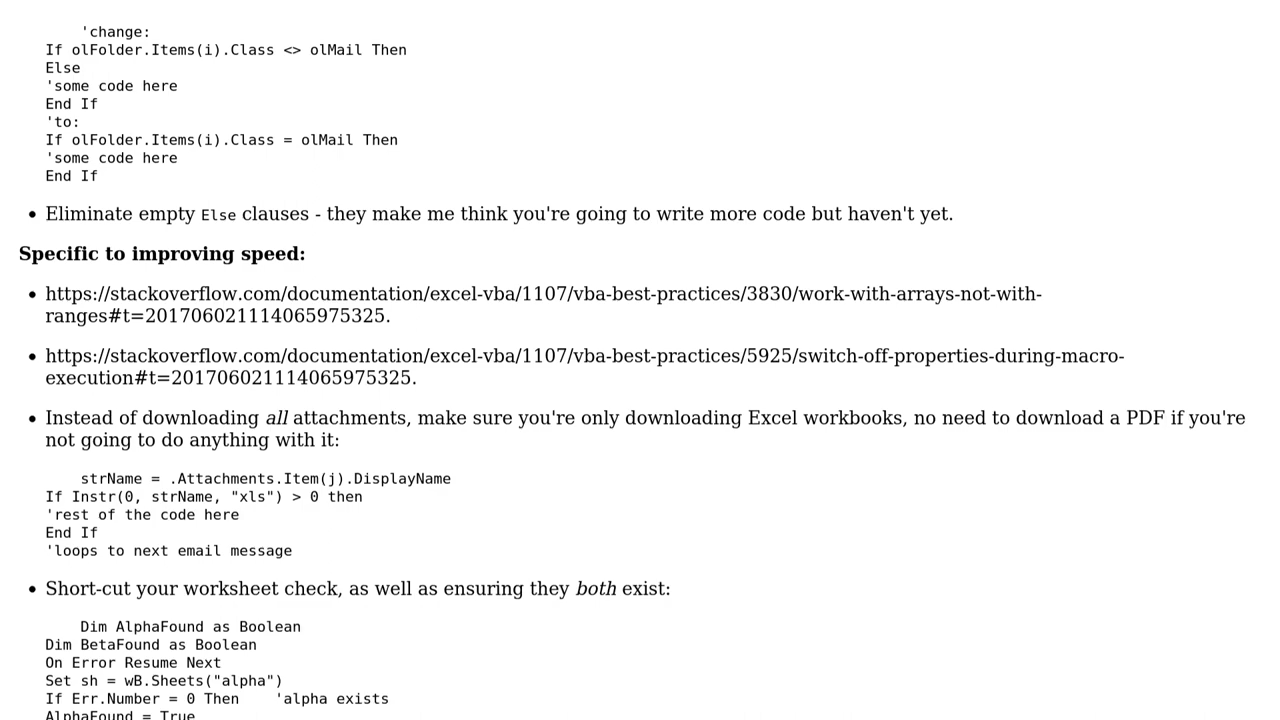 'change:
If olFolder.Items(i).Class <> olMail Then
Else
'some code here
End If
'to:
If olFolder.Items(i).Class = olMail Then
'some code here
End If
• Eliminate empty Else clauses - they make me think you're going to write more code but haven't yet.
Specific to improving speed:
• https://stackoverflow.com/documentation/excel-vba/1107/vba-best-practices/3830/work-with-arrays-not-with-
ranges#t=201706021114065975325.
• https://stackoverflow.com/documentation/excel-vba/1107/vba-best-practices/5925/switch-off-properties-during-macro-
execution#t=201706021114065975325.
• Instead of downloading all attachments, make sure you're only downloading Excel workbooks, no need to download a PDF if you're
not going to do anything with it:
strName = .Attachments.Item(j).DisplayName
If Instr(0, strName, "xls") > 0 then
'rest of the code here
End If
'loops to next email message
• Short-cut your worksheet check, as well as ensuring they both exist:
Dim AlphaFound as Boolean
Dim BetaFound as Boolean
On Error Resume Next
Set sh = wB.Sheets("alpha")
If Err.Number = 0 Then    'alpha exists
AlphaFound = True